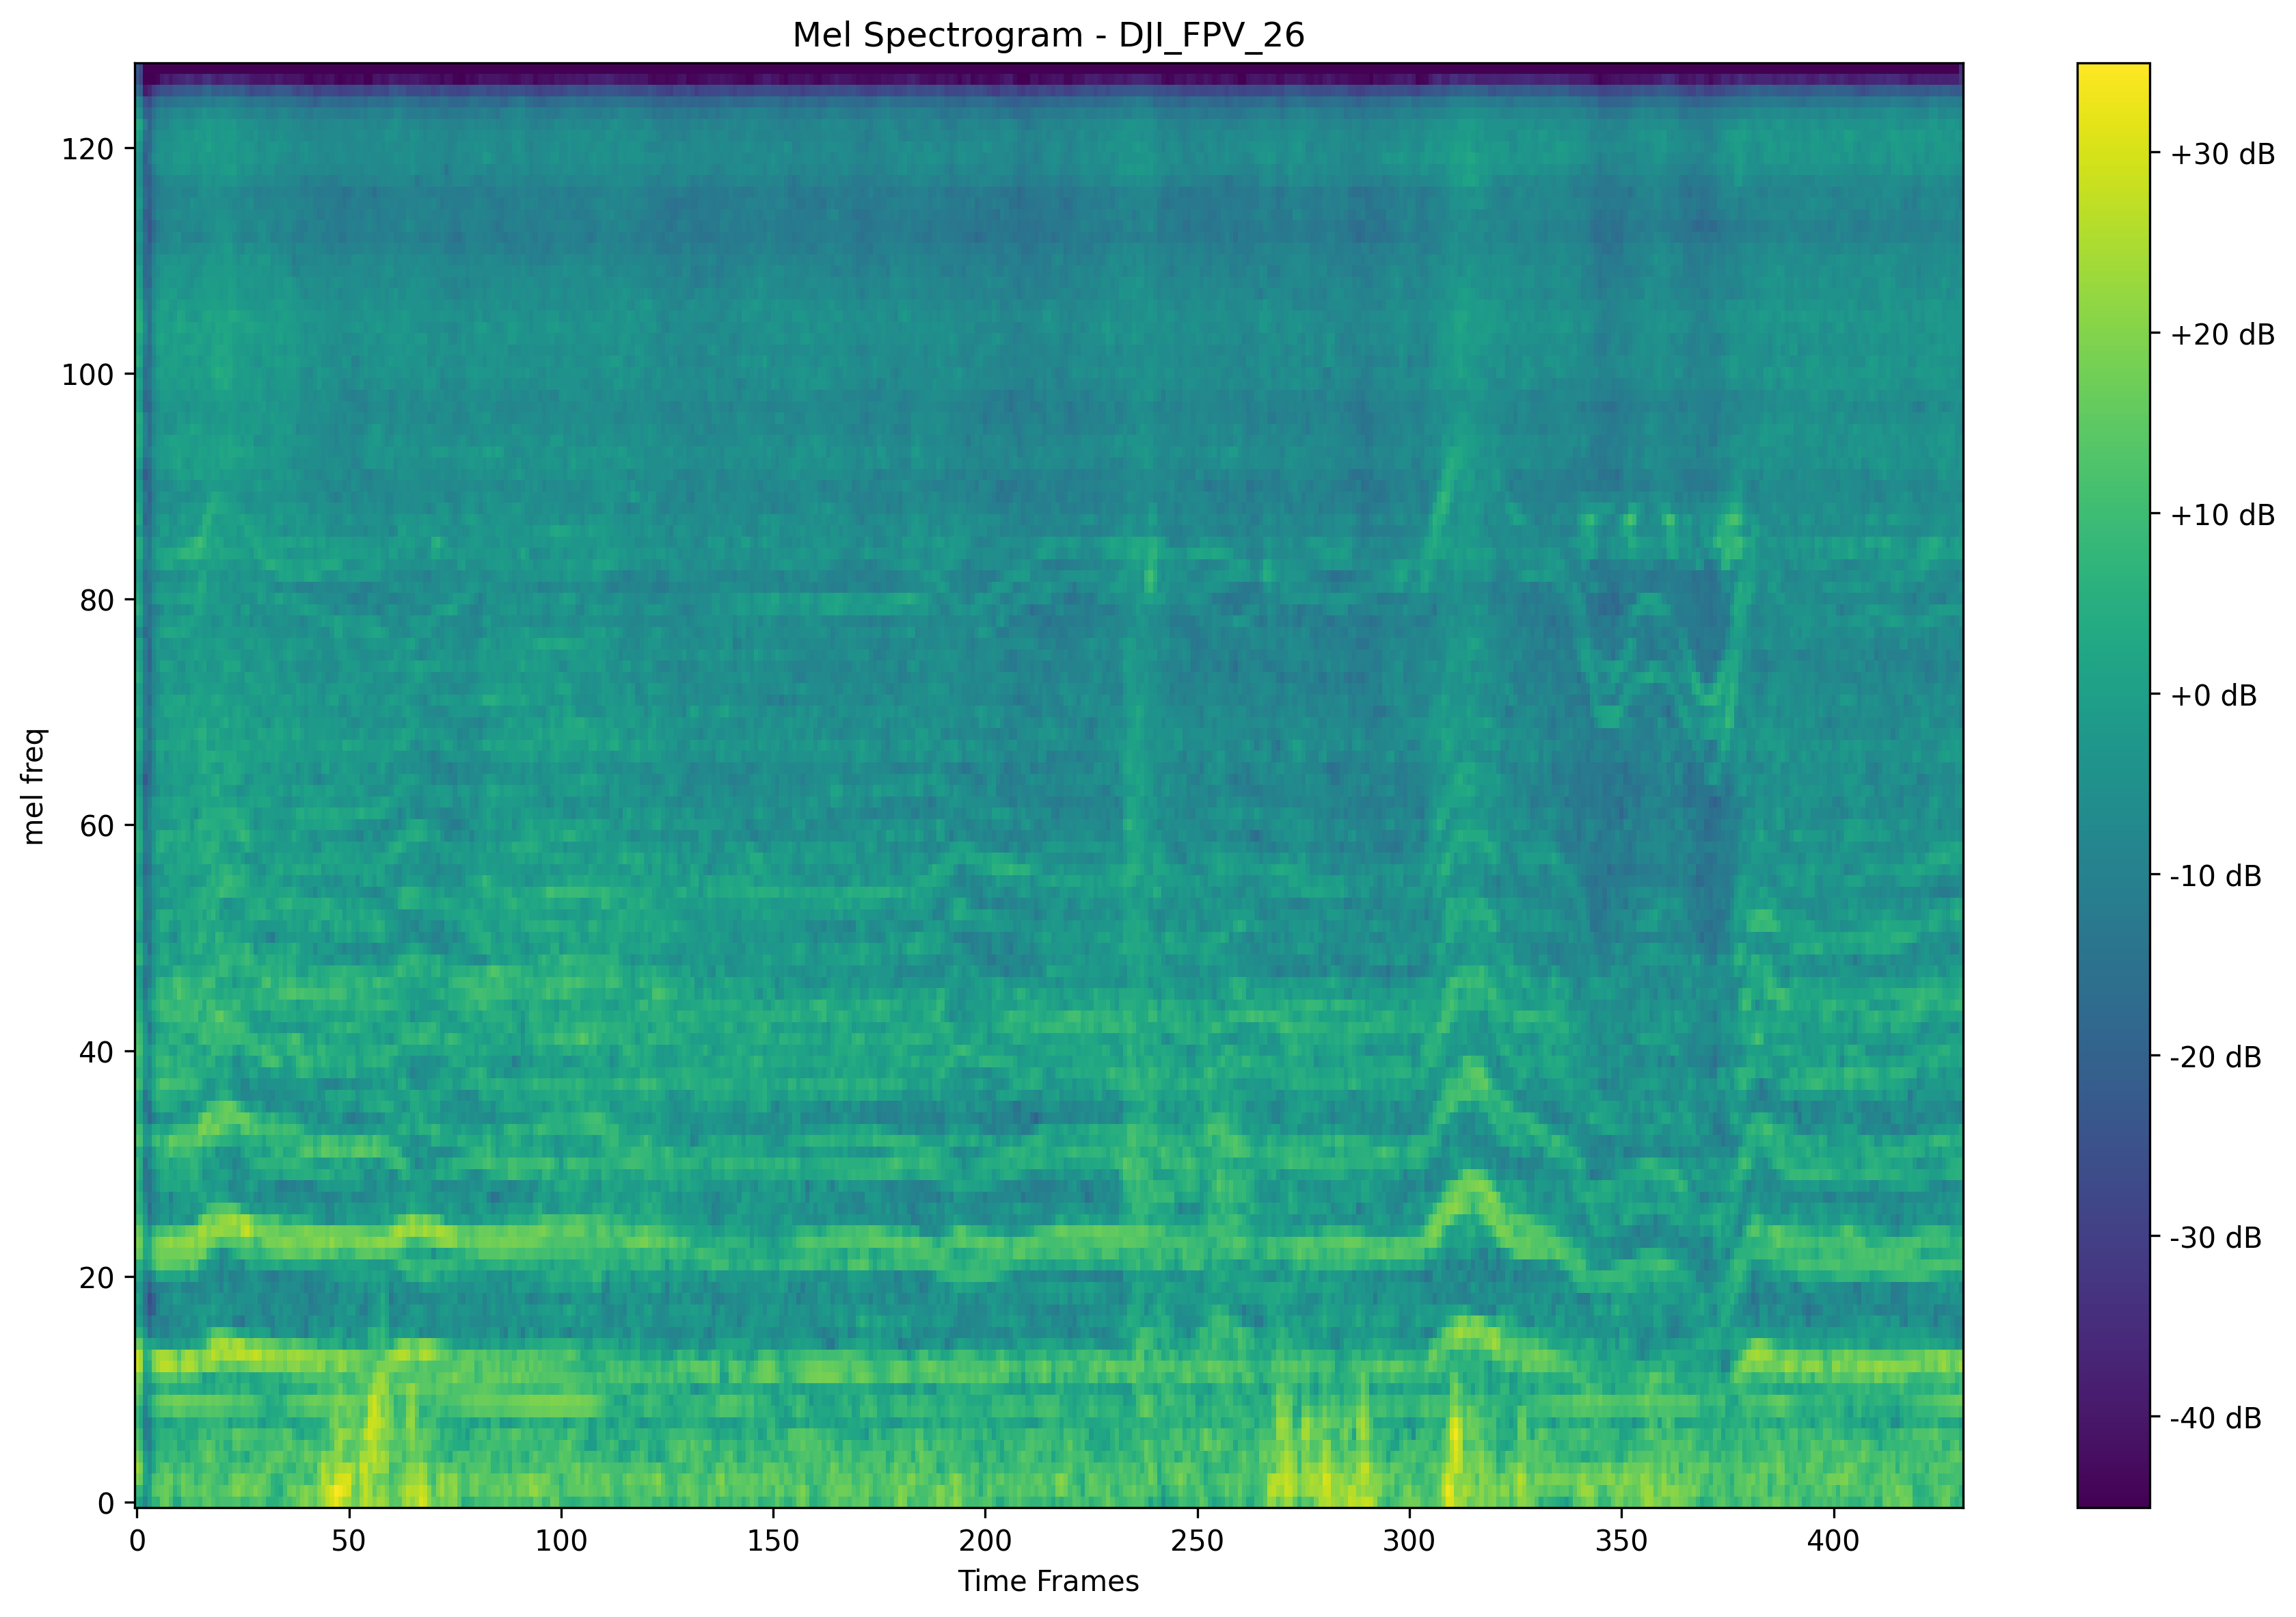 Mel Spectrogram - DJI_FPV_26
120
100
80
60
40
20
0
mel freq
0 50 100 150 200 250 300 350 400
Time Frames
+30 dB
+20 dB
+10 dB
+0 dB
-10 dB
-20 dB
-30 dB
-40 dB